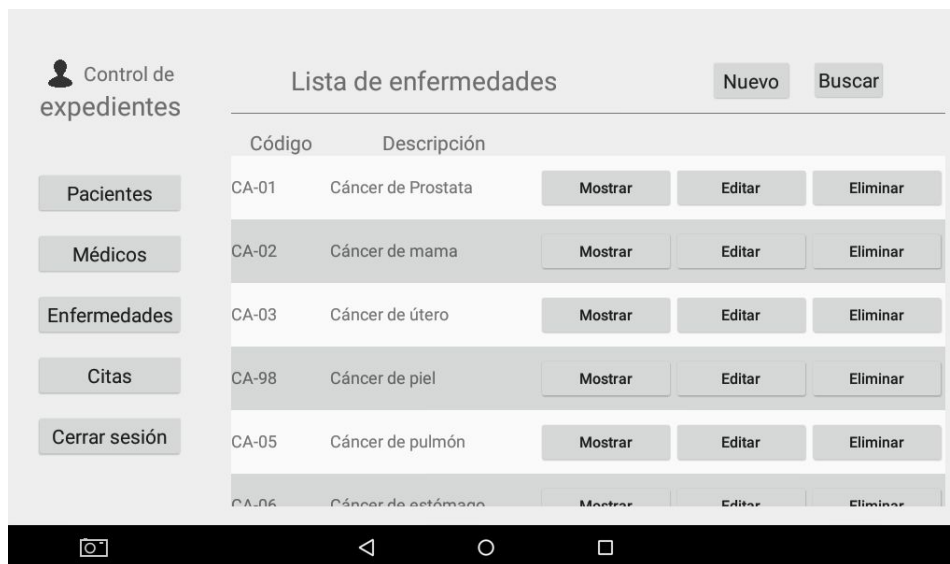 Control de
expedientes
Pacientes
Médicos
Enfermedades
Citas
Cerrar sesión
Lista de enfermedades Nuevo Buscar
Código Descripción
CA-01 Cáncer de Prostata Mostrar Editar Eliminar
CA-02 Cáncer de mama Mostrar Editar Eliminar
CA-03 Cáncer de útero Mostrar Editar Eliminar
CA-98 Cáncer de piel Mostrar Editar Eliminar
CA-05 Cáncer de pulmón Mostrar Editar Eliminar
CA-06 Cáncer de estómago Mostrar Editar Eliminar